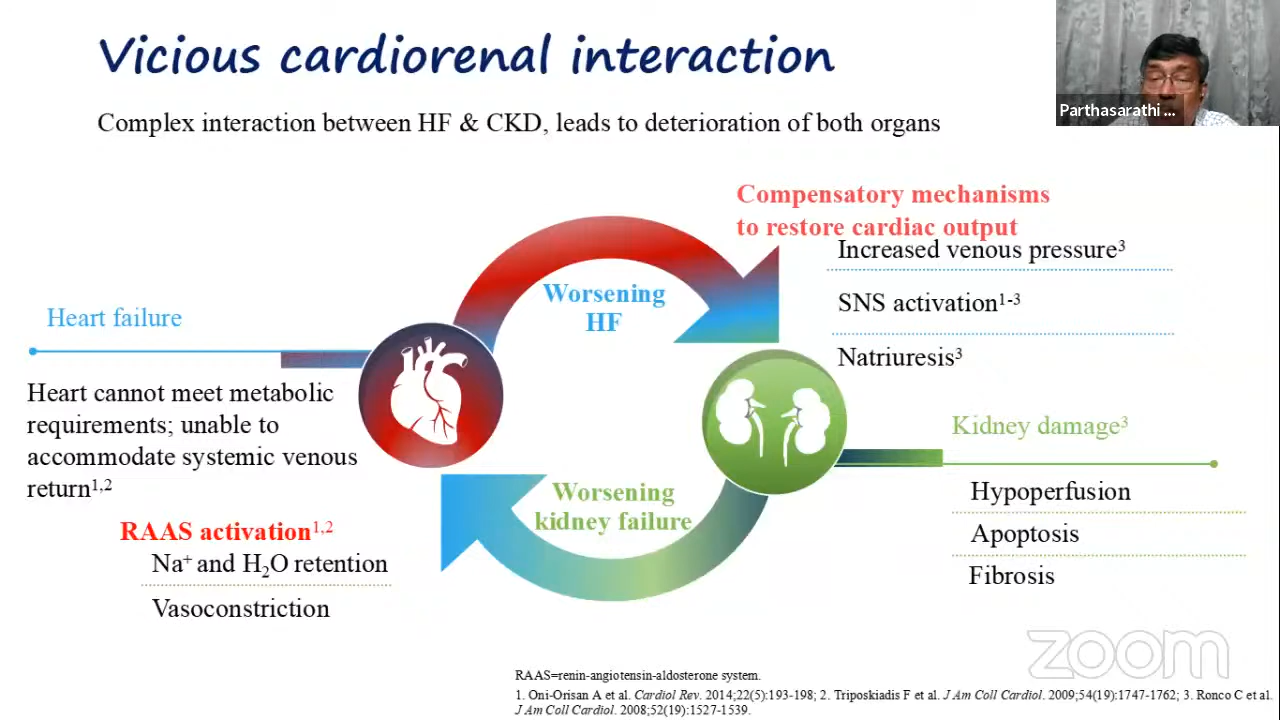 Vicious cardiorenal interaction
Parthasarathi ...
Complex interaction between HF & CKD, leads to deterioration of both organs
Compensatory mechanisms
to restore cardiac output
Increased venous pressure³
SNS activation¹⁻³
Natriuresis³
Worsening
HF
Heart failure
Heart cannot meet metabolic
requirements; unable to
accommodate systemic venous
return¹,²
RAAS activation¹,²
Na⁺ and H₂O retention
Vasoconstriction
Kidney damage³
Hypoperfusion
Apoptosis
Fibrosis
Worsening
kidney failure
zoom
RAAS=renin-angiotensin-aldosterone system.
1. Oni-Orisan A et al. Cardiol Rev. 2014;22(5):193-198; 2. Triposkiadis F et al. J Am Coll Cardiol. 2009;54(19):1747-1762; 3. Ronco C et al.
J Am Coll Cardiol. 2008;52(19):1527-1539.